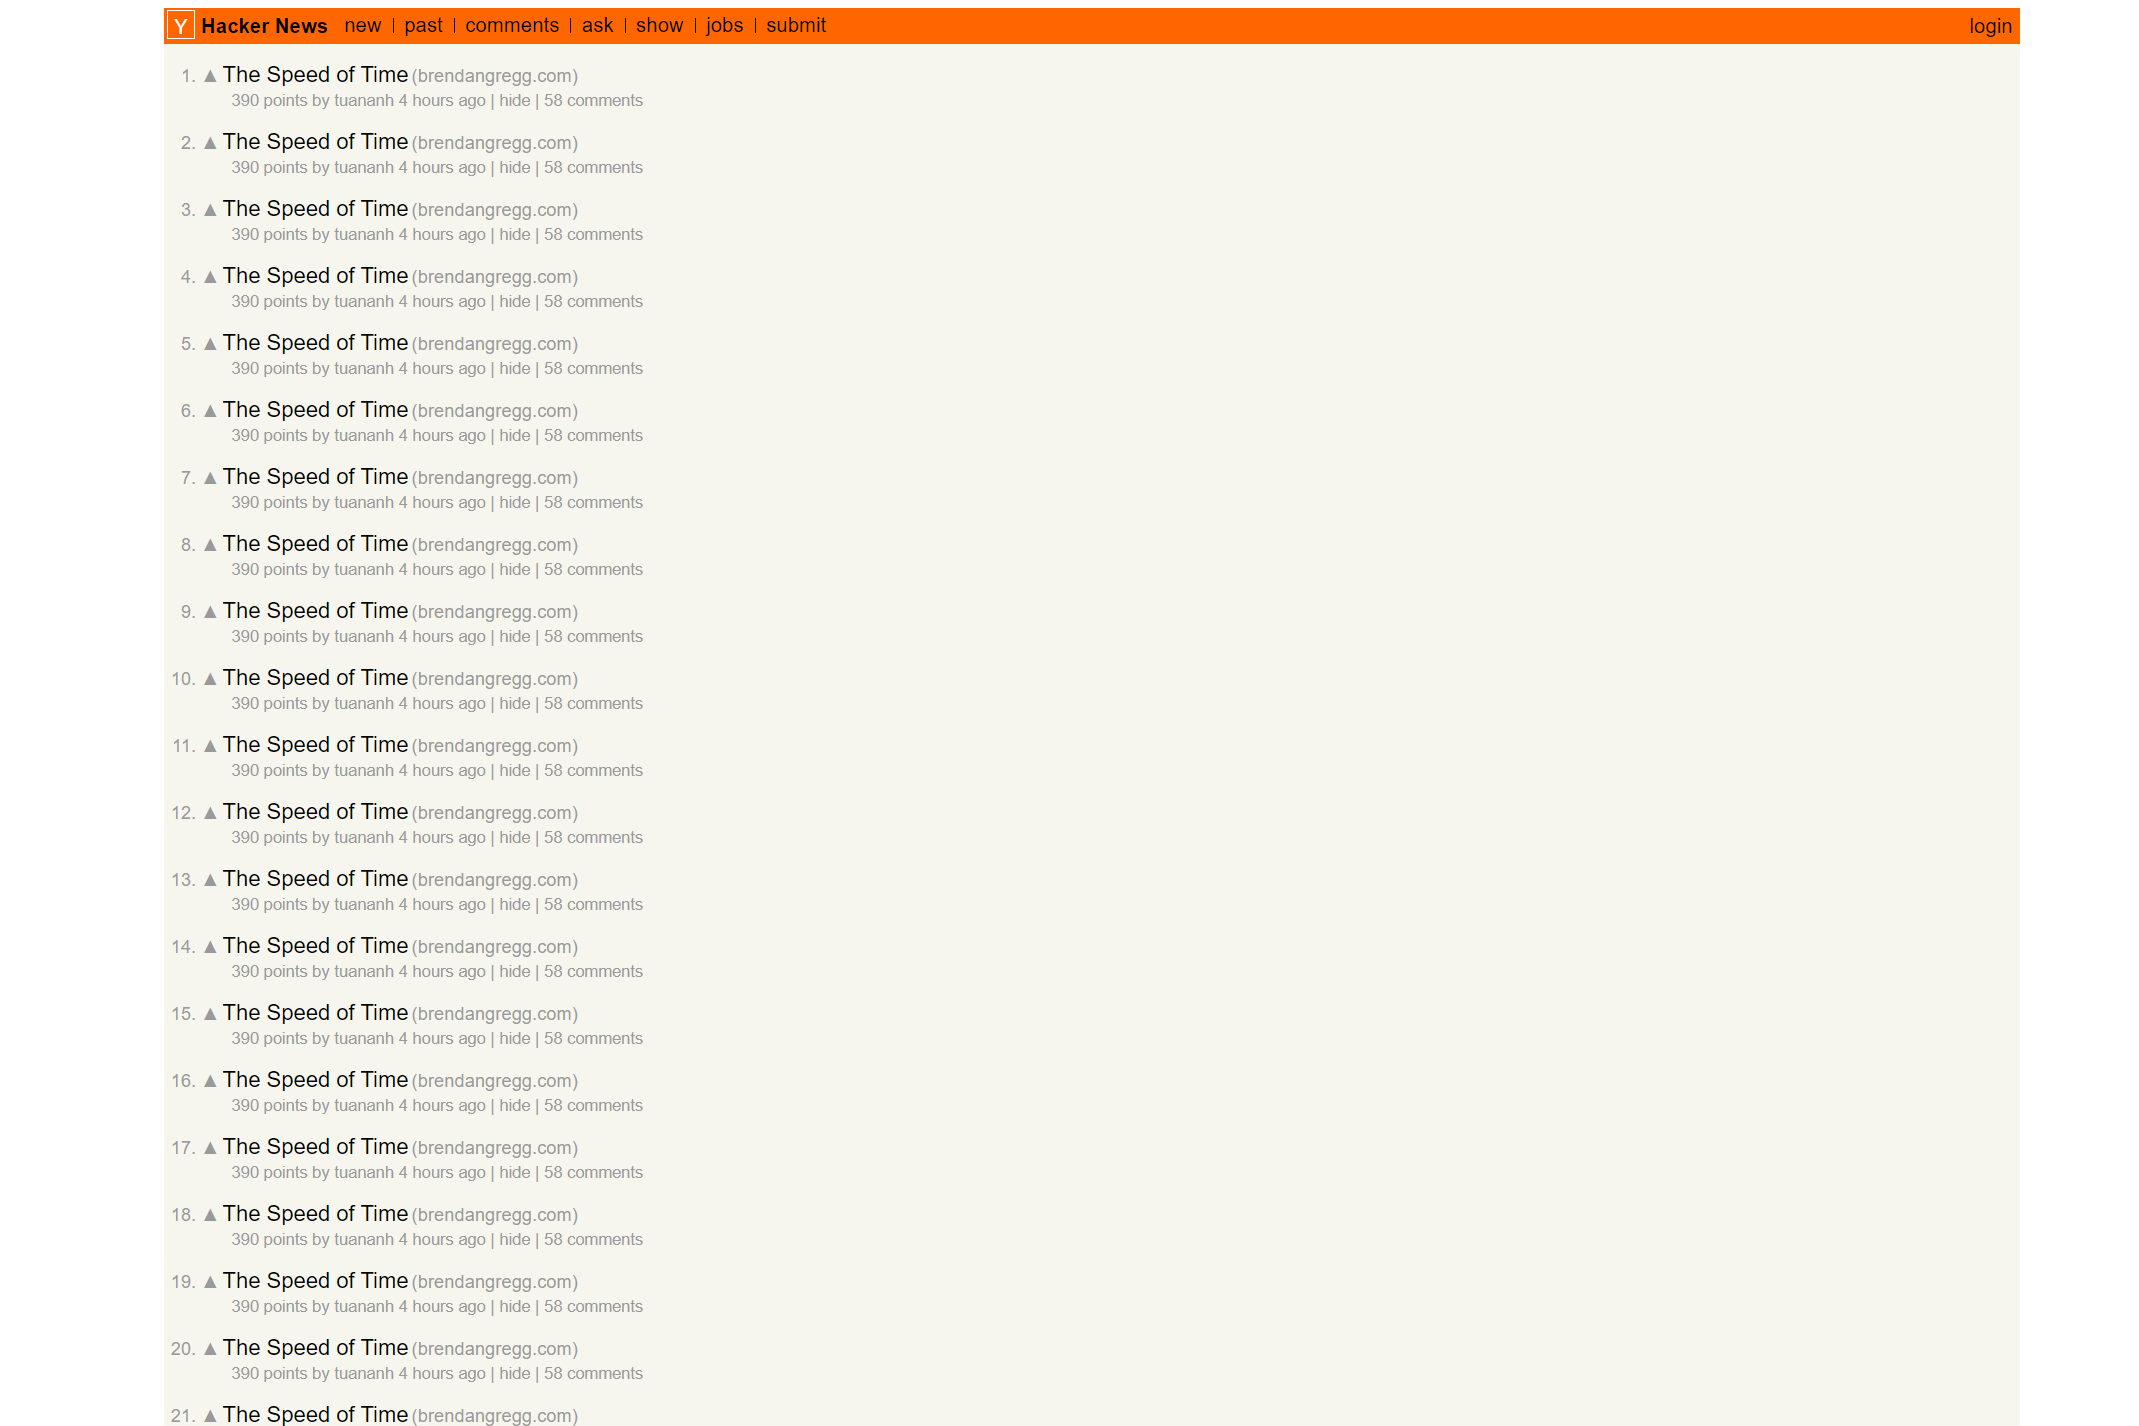 Y Hacker News new | past | comments | ask | show | jobs | submit login
1. ▲ The Speed of Time (brendangregg.com)
390 points by tuananh 4 hours ago | hide | 58 comments
2. ▲ The Speed of Time (brendangregg.com)
390 points by tuananh 4 hours ago | hide | 58 comments
3. ▲ The Speed of Time (brendangregg.com)
390 points by tuananh 4 hours ago | hide | 58 comments
4. ▲ The Speed of Time (brendangregg.com)
390 points by tuananh 4 hours ago | hide | 58 comments
5. ▲ The Speed of Time (brendangregg.com)
390 points by tuananh 4 hours ago | hide | 58 comments
6. ▲ The Speed of Time (brendangregg.com)
390 points by tuananh 4 hours ago | hide | 58 comments
7. ▲ The Speed of Time (brendangregg.com)
390 points by tuananh 4 hours ago | hide | 58 comments
8. ▲ The Speed of Time (brendangregg.com)
390 points by tuananh 4 hours ago | hide | 58 comments
9. ▲ The Speed of Time (brendangregg.com)
390 points by tuananh 4 hours ago | hide | 58 comments
10. ▲ The Speed of Time (brendangregg.com)
390 points by tuananh 4 hours ago | hide | 58 comments
11. ▲ The Speed of Time (brendangregg.com)
390 points by tuananh 4 hours ago | hide | 58 comments
12. ▲ The Speed of Time (brendangregg.com)
390 points by tuananh 4 hours ago | hide | 58 comments
13. ▲ The Speed of Time (brendangregg.com)
390 points by tuananh 4 hours ago | hide | 58 comments
14. ▲ The Speed of Time (brendangregg.com)
390 points by tuananh 4 hours ago | hide | 58 comments
15. ▲ The Speed of Time (brendangregg.com)
390 points by tuananh 4 hours ago | hide | 58 comments
16. ▲ The Speed of Time (brendangregg.com)
390 points by tuananh 4 hours ago | hide | 58 comments
17. ▲ The Speed of Time (brendangregg.com)
390 points by tuananh 4 hours ago | hide | 58 comments
18. ▲ The Speed of Time (brendangregg.com)
390 points by tuananh 4 hours ago | hide | 58 comments
19. ▲ The Speed of Time (brendangregg.com)
390 points by tuananh 4 hours ago | hide | 58 comments
20. ▲ The Speed of Time (brendangregg.com)
390 points by tuananh 4 hours ago | hide | 58 comments
21. ▲ The Speed of Time (brendangregg.com)